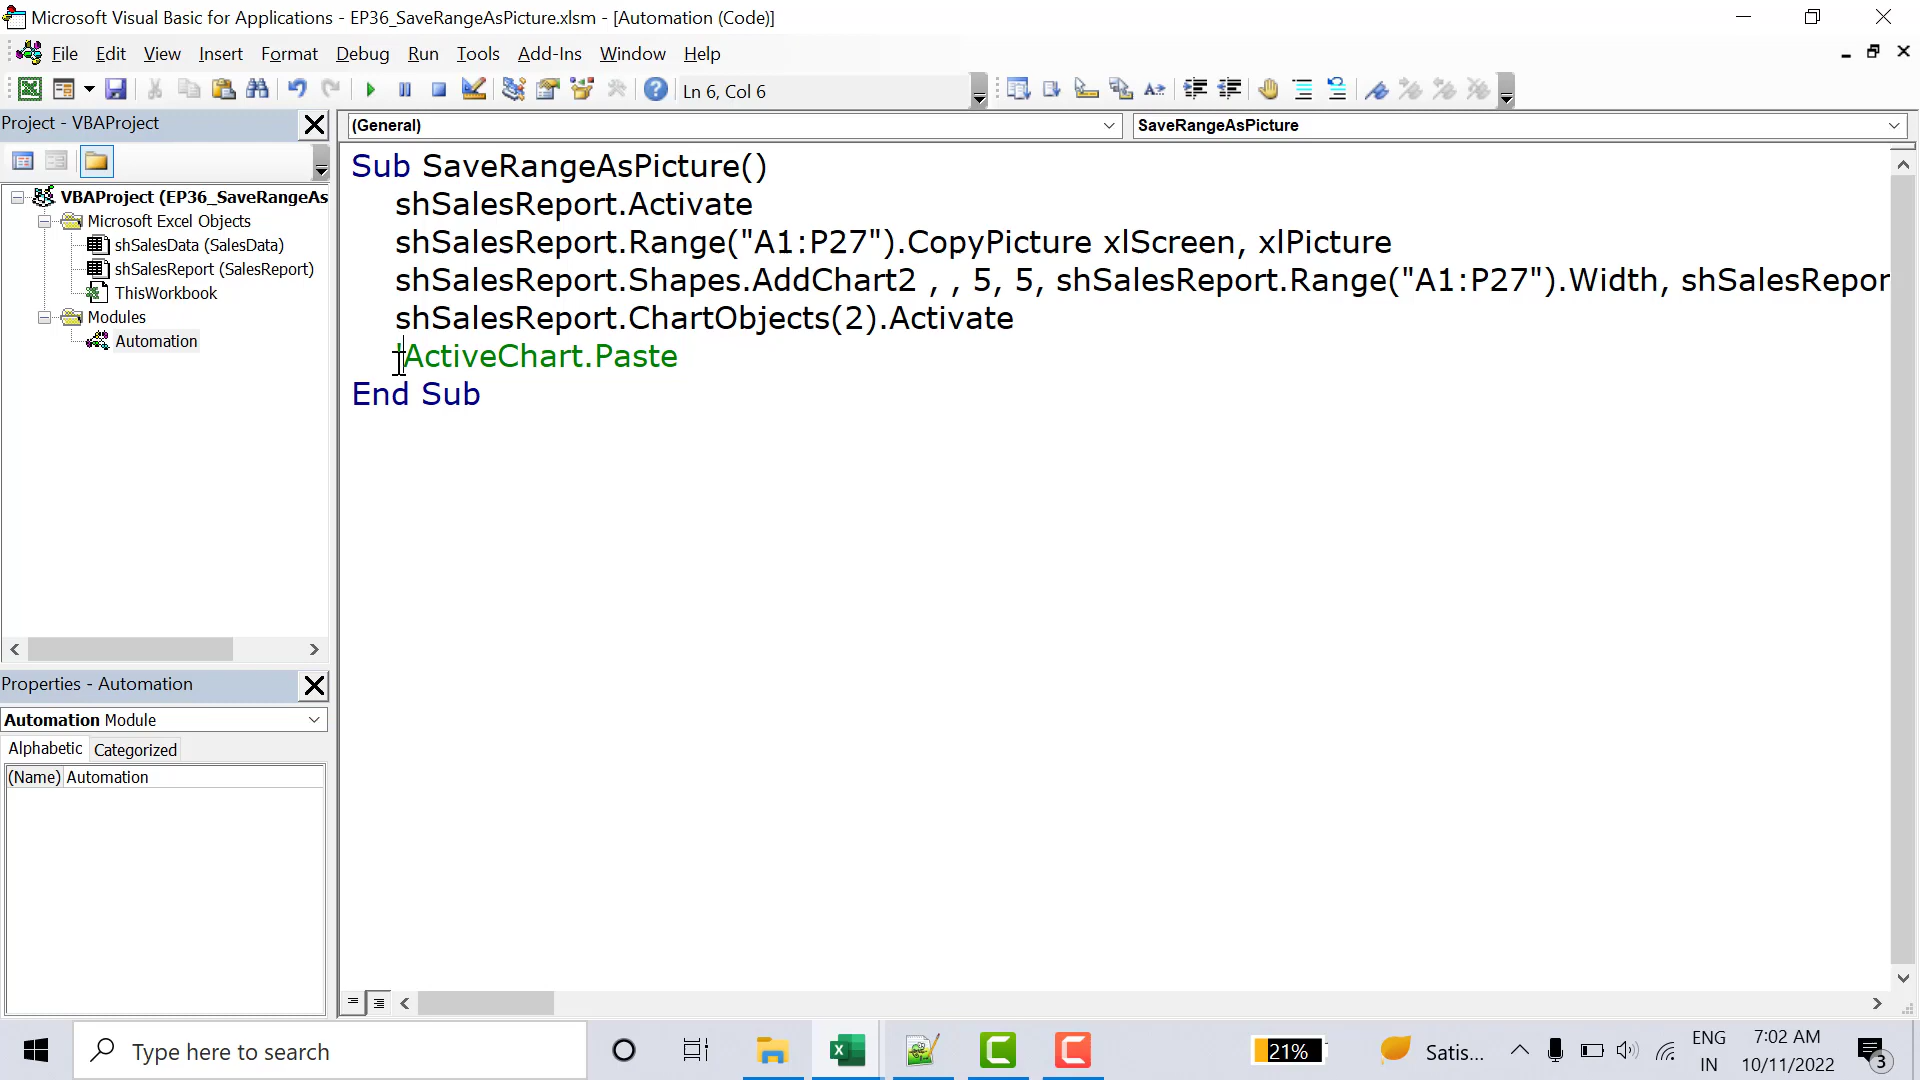 Microsoft Visual Basic for Applications - EP36_SaveRangeAsPicture.xlsm - [Automation (Code)]
File Edit View Insert Format Debug Run Tools Add-Ins Window Help
Ln 6, Col 6
Project - VBAProject
VBAProject (EP36_SaveRangeAs
Microsoft Excel Objects
shSalesData (SalesData)
shSalesReport (SalesReport)
ThisWorkbook
Modules
Automation
Properties - Automation
Automation Module
Alphabetic Categorized
(Name) Automation
(General) SaveRangeAsPicture
Sub SaveRangeAsPicture()
shSalesReport.Activate
shSalesReport.Range("A1:P27").CopyPicture xlScreen, xlPicture
shSalesReport.Shapes.AddChart2 , , 5, 5, shSalesReport.Range("A1:P27").Width, shSalesRepor
shSalesReport.ChartObjects(2).Activate
'ActiveChart.Paste
End Sub
Type here to search
21%
Satis...
ENG
IN
7:02 AM
10/11/2022
3